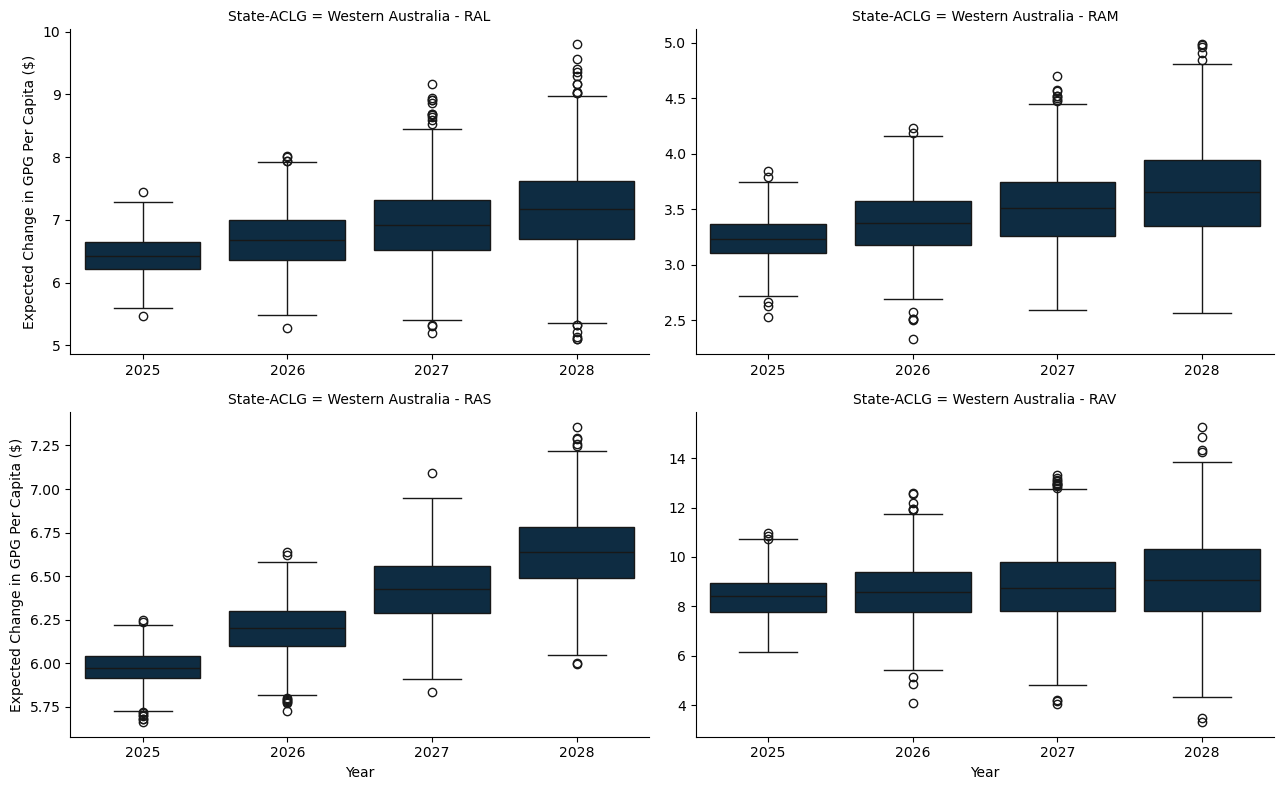 State-ACLG = Western Australia - RAL
Expected Change in GPG Per Capita ($)
10
9
8
7
6
5
2025 2026 2027 2028
State-ACLG = Western Australia - RAM
5.0
4.5
4.0
3.5
3.0
2.5
2025 2026 2027 2028
State-ACLG = Western Australia - RAS
Expected Change in GPG Per Capita ($)
7.25
7.00
6.75
6.50
6.25
6.00
5.75
2025 2026 2027 2028
Year
State-ACLG = Western Australia - RAV
14
12
10
8
6
4
2025 2026 2027 2028
Year